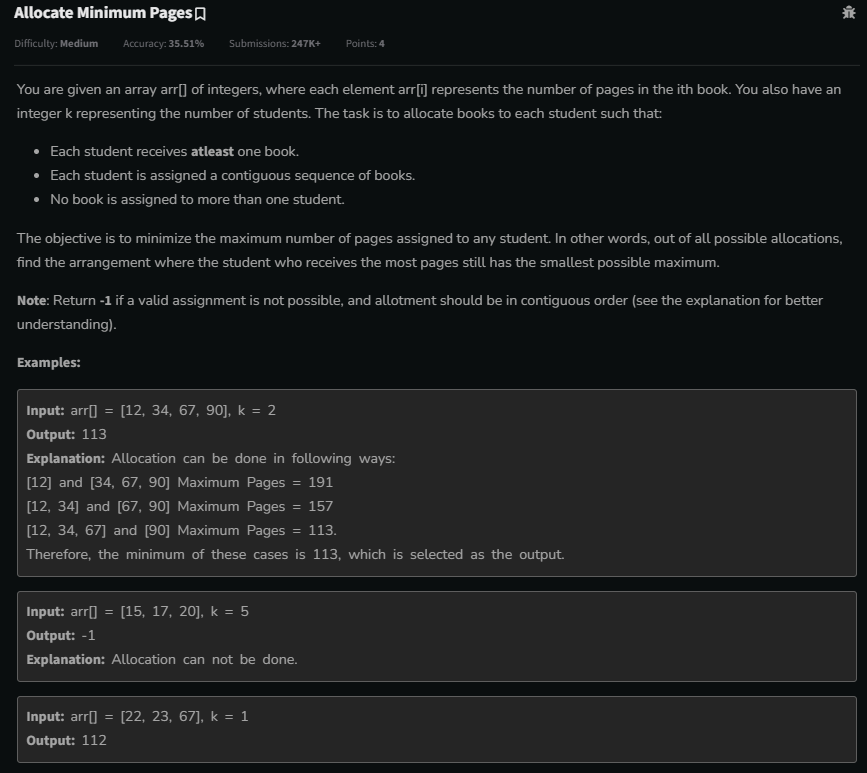 Allocate Minimum Pages
Difficulty: Medium Accuracy: 35.51% Submissions: 247K+ Points: 4
You are given an array arr[] of integers, where each element arr[i] represents the number of pages in the ith book. You also have an
integer k representing the number of students. The task is to allocate books to each student such that:
• Each student receives atleast one book.
• Each student is assigned a contiguous sequence of books.
• No book is assigned to more than one student.
The objective is to minimize the maximum number of pages assigned to any student. In other words, out of all possible allocations,
find the arrangement where the student who receives the most pages still has the smallest possible maximum.
Note: Return -1 if a valid assignment is not possible, and allotment should be in contiguous order (see the explanation for better
understanding).
Examples:
Input: arr[] = [12, 34, 67, 90], k = 2
Output: 113
Explanation: Allocation can be done in following ways:
[12] and [34, 67, 90] Maximum Pages = 191
[12, 34] and [67, 90] Maximum Pages = 157
[12, 34, 67] and [90] Maximum Pages = 113.
Therefore, the minimum of these cases is 113, which is selected as the output.
Input: arr[] = [15, 17, 20], k = 5
Output: -1
Explanation: Allocation can not be done.
Input: arr[] = [22, 23, 67], k = 1
Output: 112